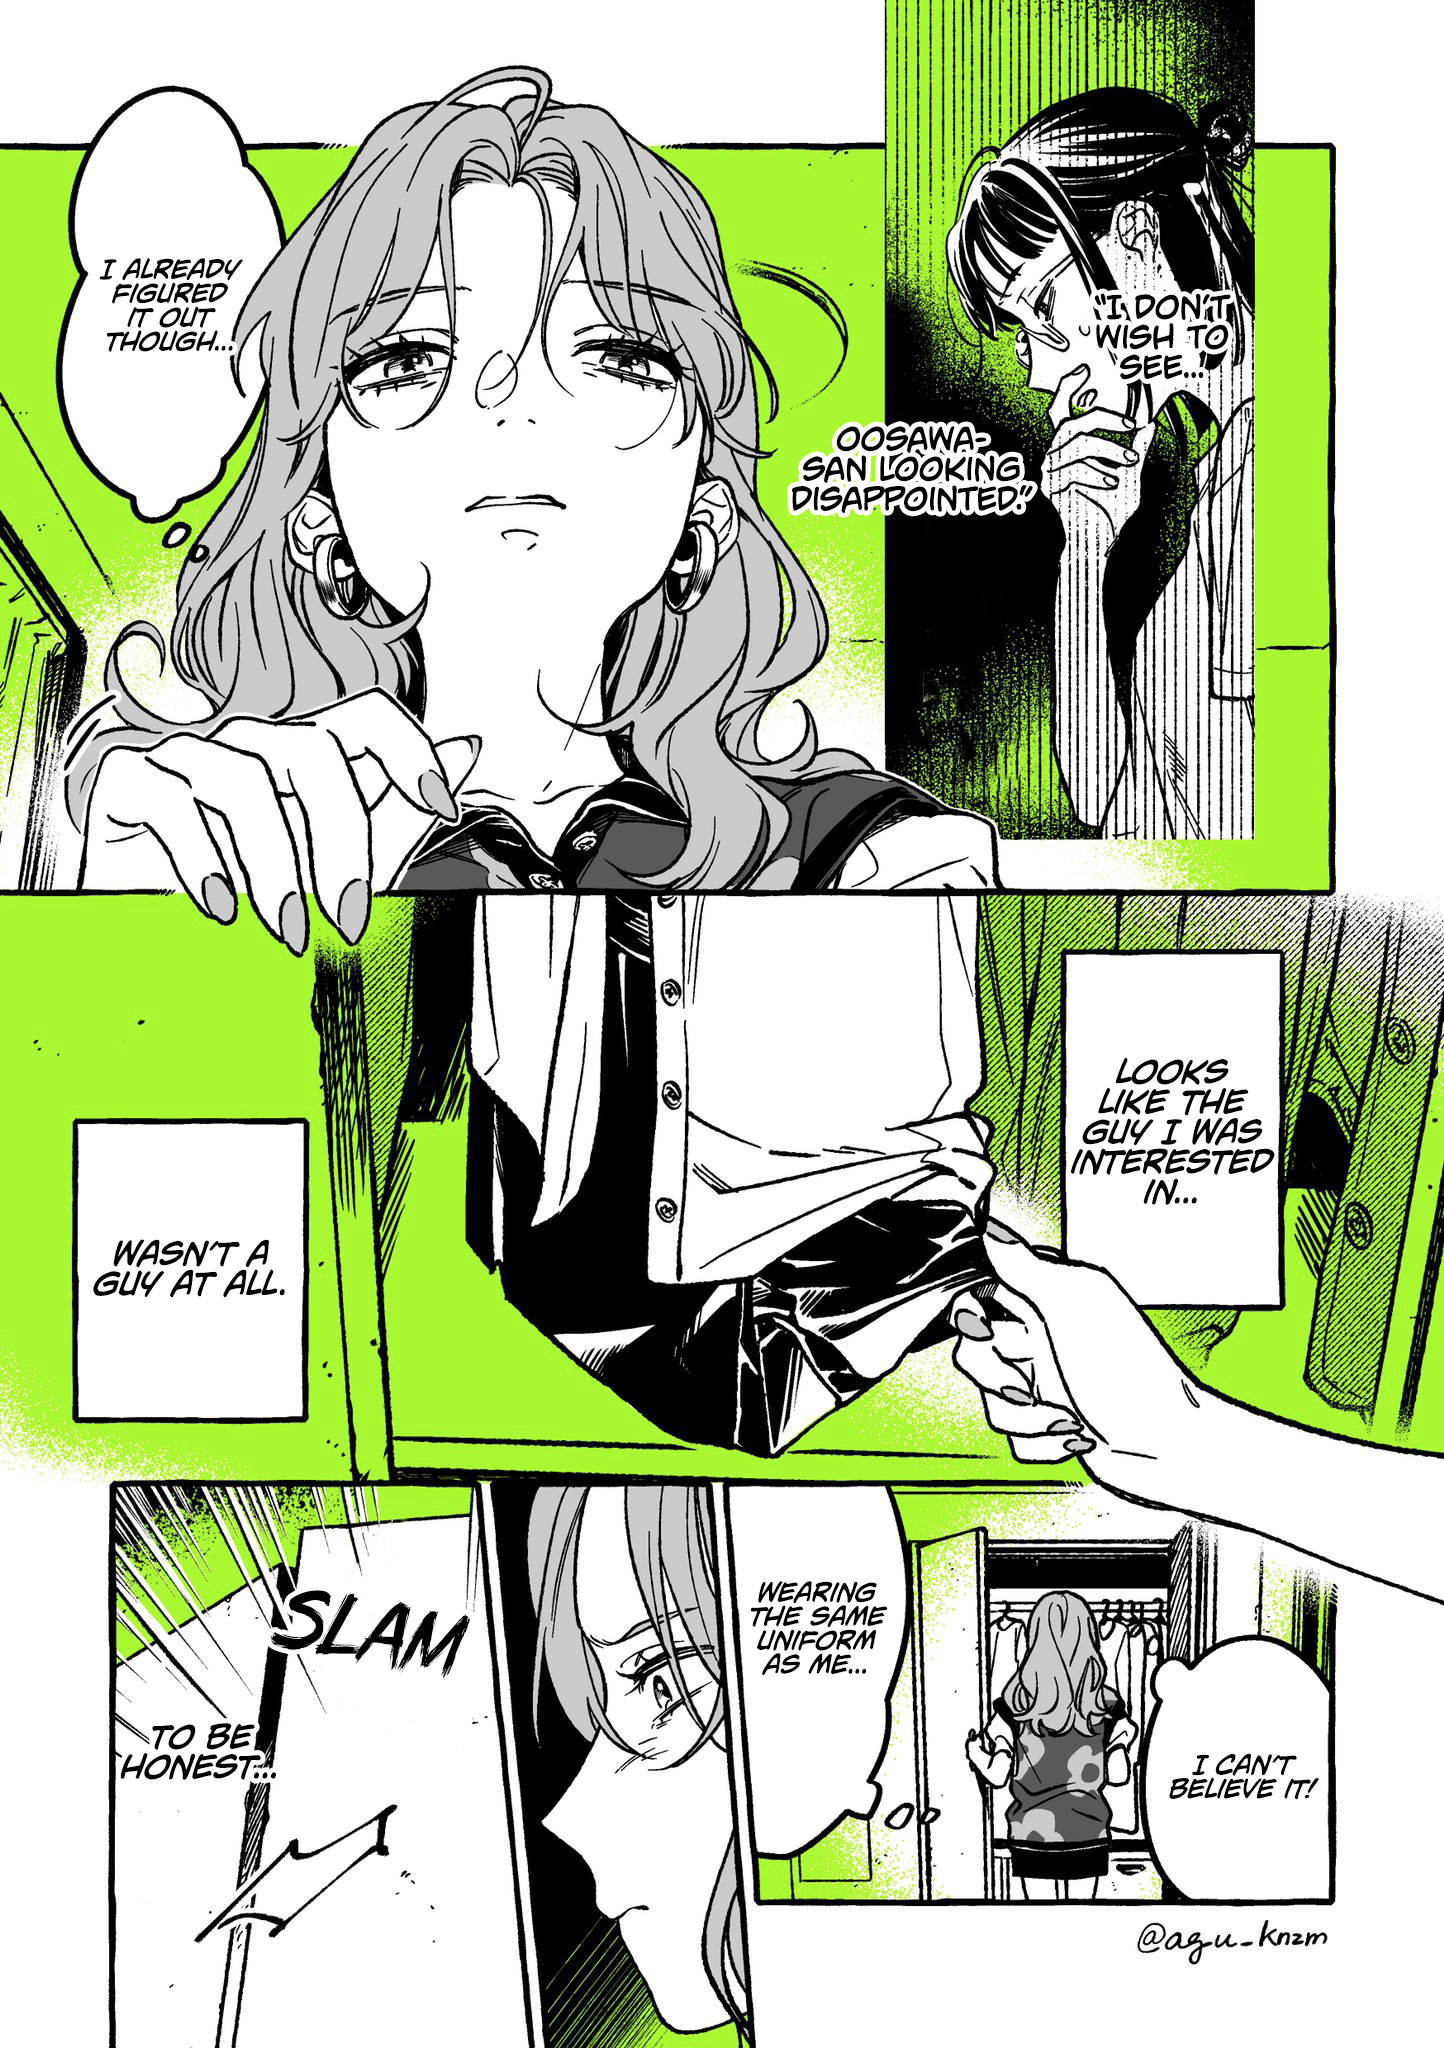 "I DON'T
WISH TO
SEE...
OOSAWA-
SAN LOOKING
DISAPPOINTED."
I ALREADY
FIGURED
IT OUT
THOUGH...
LOOKS
LIKE THE
GUY I WAS
INTERESTED
IN...
WASN'T A
GUY AT ALL.
I CAN'T
BELIEVE IT!
WEARING
THE SAME
UNIFORM
AS ME...
SLAM
TO BE
HONEST...
@agu_knzm